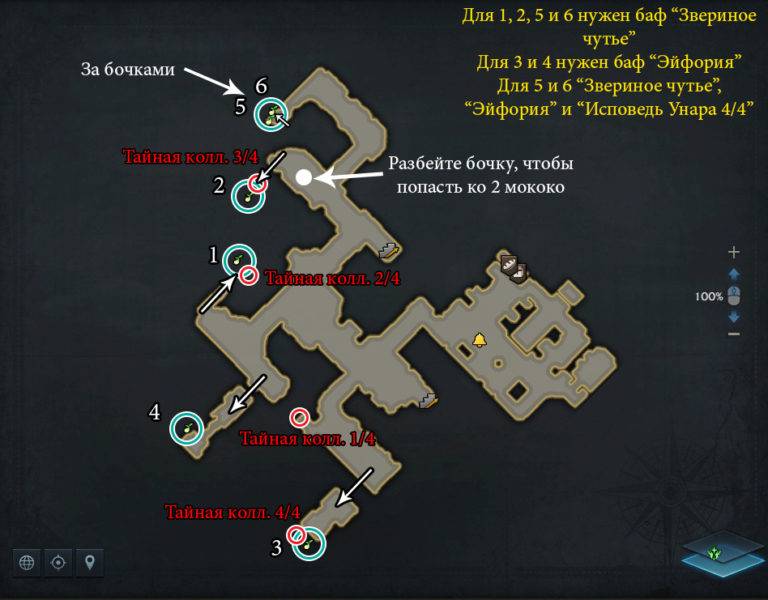 Для 1, 2, 5 и 6 нужен баф “Звериное
чутье”
Для 3 и 4 нужен баф “Эйфория”
Для 5 и 6 “Звериное чутье”,
“Эйфория” и “Исповедь Унара 4/4”
За бочками
6
5
Тайная колл. 3/4
Разбейте бочку, чтобы
попасть ко 2 мококо
2
1
Тайная колл. 2/4
100%
4
Тайная колл. 1/4
Тайная колл. 4/4
3